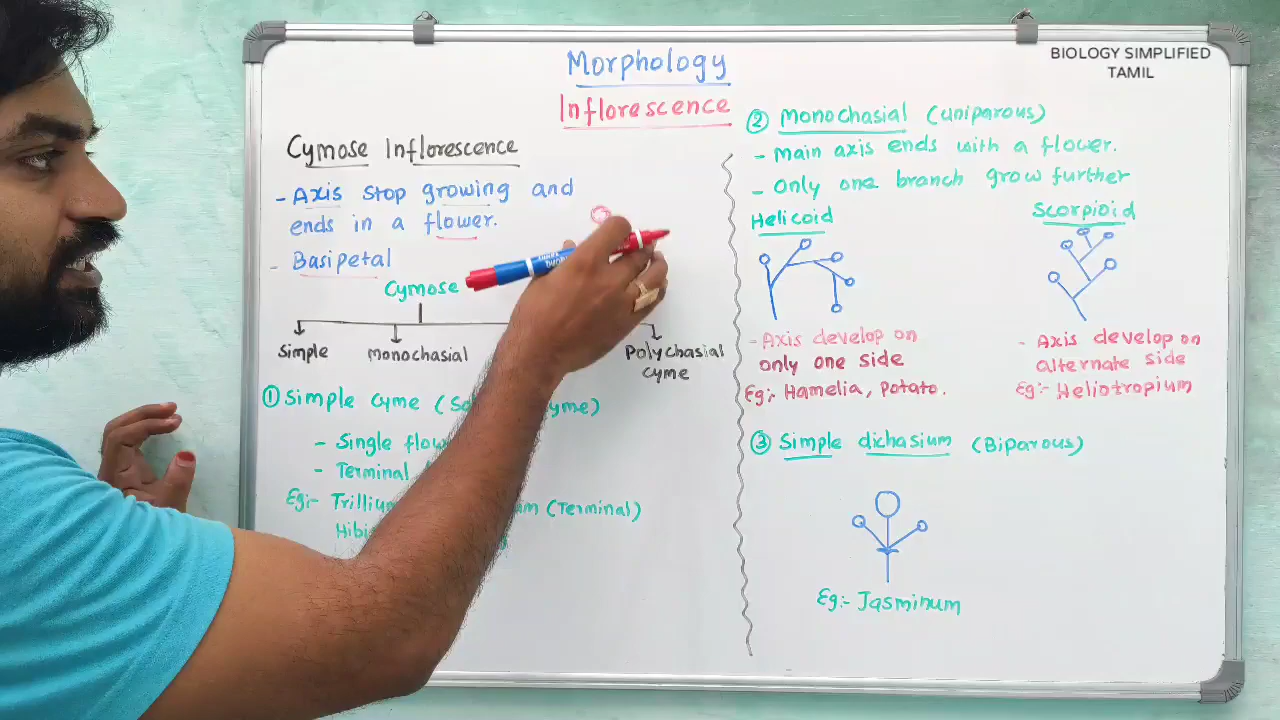 BIOLOGY SIMPLIFIED
TAMIL
Morphology
Inflorescence
Cymose Inflorescence
- Axis stop growing and
ends in a flower.
- Basipetal
Cymose
Simple
monochasial
Polychasial
cyme
① Simple cyme (So
yme)
- Single flow
- Terminal
Eg:- Trillium
(Terminal)
② Monochasial (uniparous)
- Main axis ends with a flower.
- Only one branch grow further
Helicoid
- Axis develop on
only one side
Eg:- Hamelia, Potato.
Scorpioid
- Axis develop on
alternate side
Eg:- Heliotropium
③ Simple dichasium (Biparous)
Eg:- Jasminum